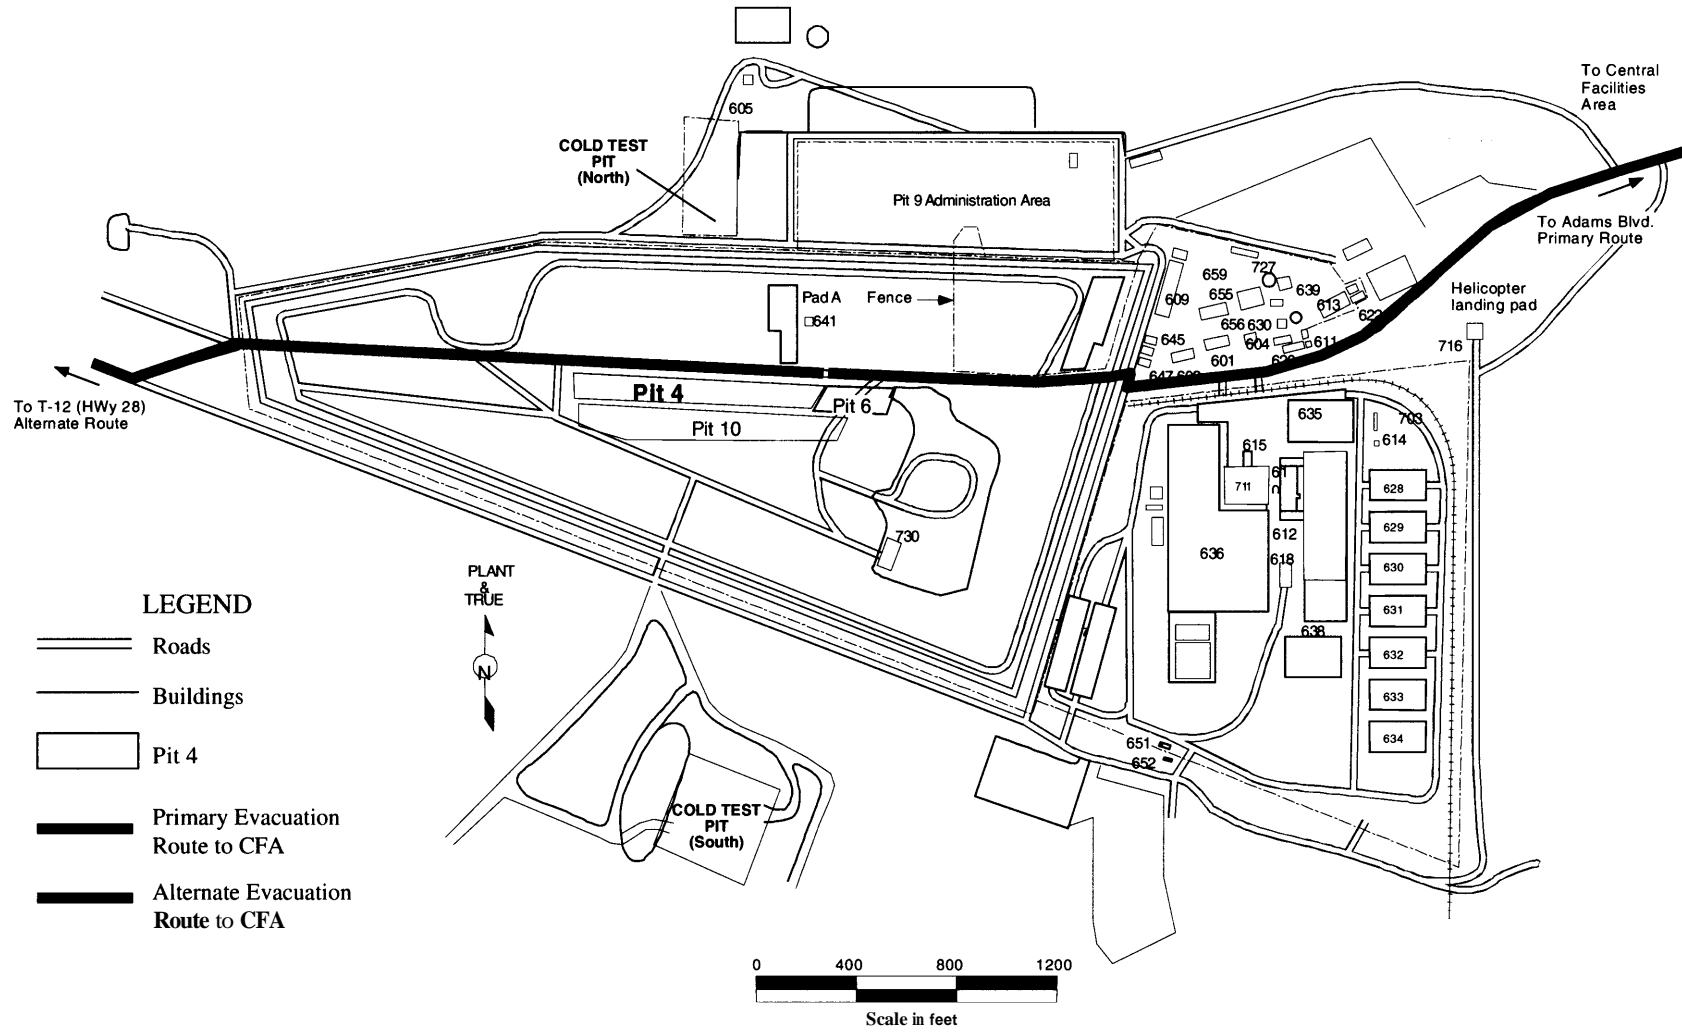 To Central
Facilities
Area
605
COLD TEST
PIT
(North)
Pit 9 Administration Area
To Adams Blvd.
Primary Route
Helicopter
landing pad
716
727
659
639
609
655
613
622
Pad A
641
Fence
656
630
645
604
611
601
647
To T-12 (HWy 28)
Alternate Route
Pit 4
Pit 6
Pit 10
635
703
614
615
61
711
628
629
612
636
618
630
631
638
632
633
634
730
PLANT
&
TRUE
N
LEGEND
Roads
Buildings
Pit 4
Primary Evacuation
Route to CFA
Alternate Evacuation
Route to CFA
651
652
COLD TEST
PIT
(South)
0 400 800 1200
Scale in feet